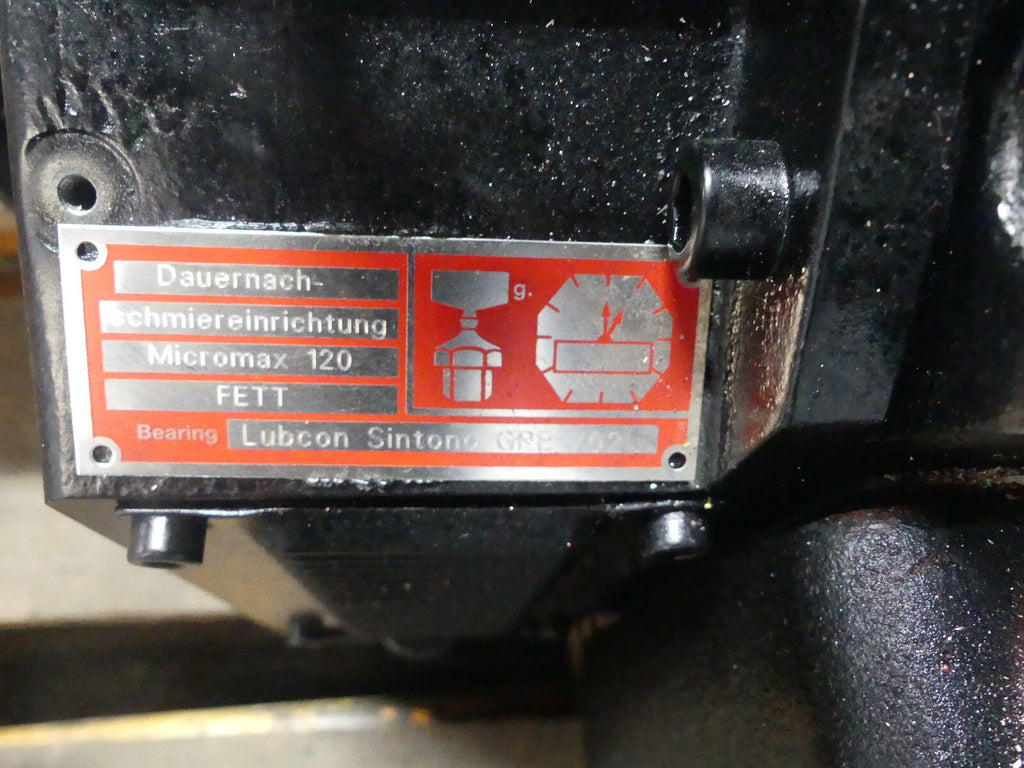 Dauernach-
schmiereinrichtung
Micromax 120
FETT
g.
Bearing Lubcon Sintono